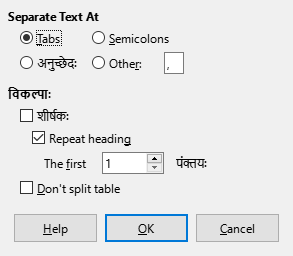 Separate Text At
Tabs Semicolons
अनुच्छेदः Other: ,
विकल्पाः
शीर्षकः
Repeat heading
The first 1 पंक्तयः
Don't split table
Help OK Cancel